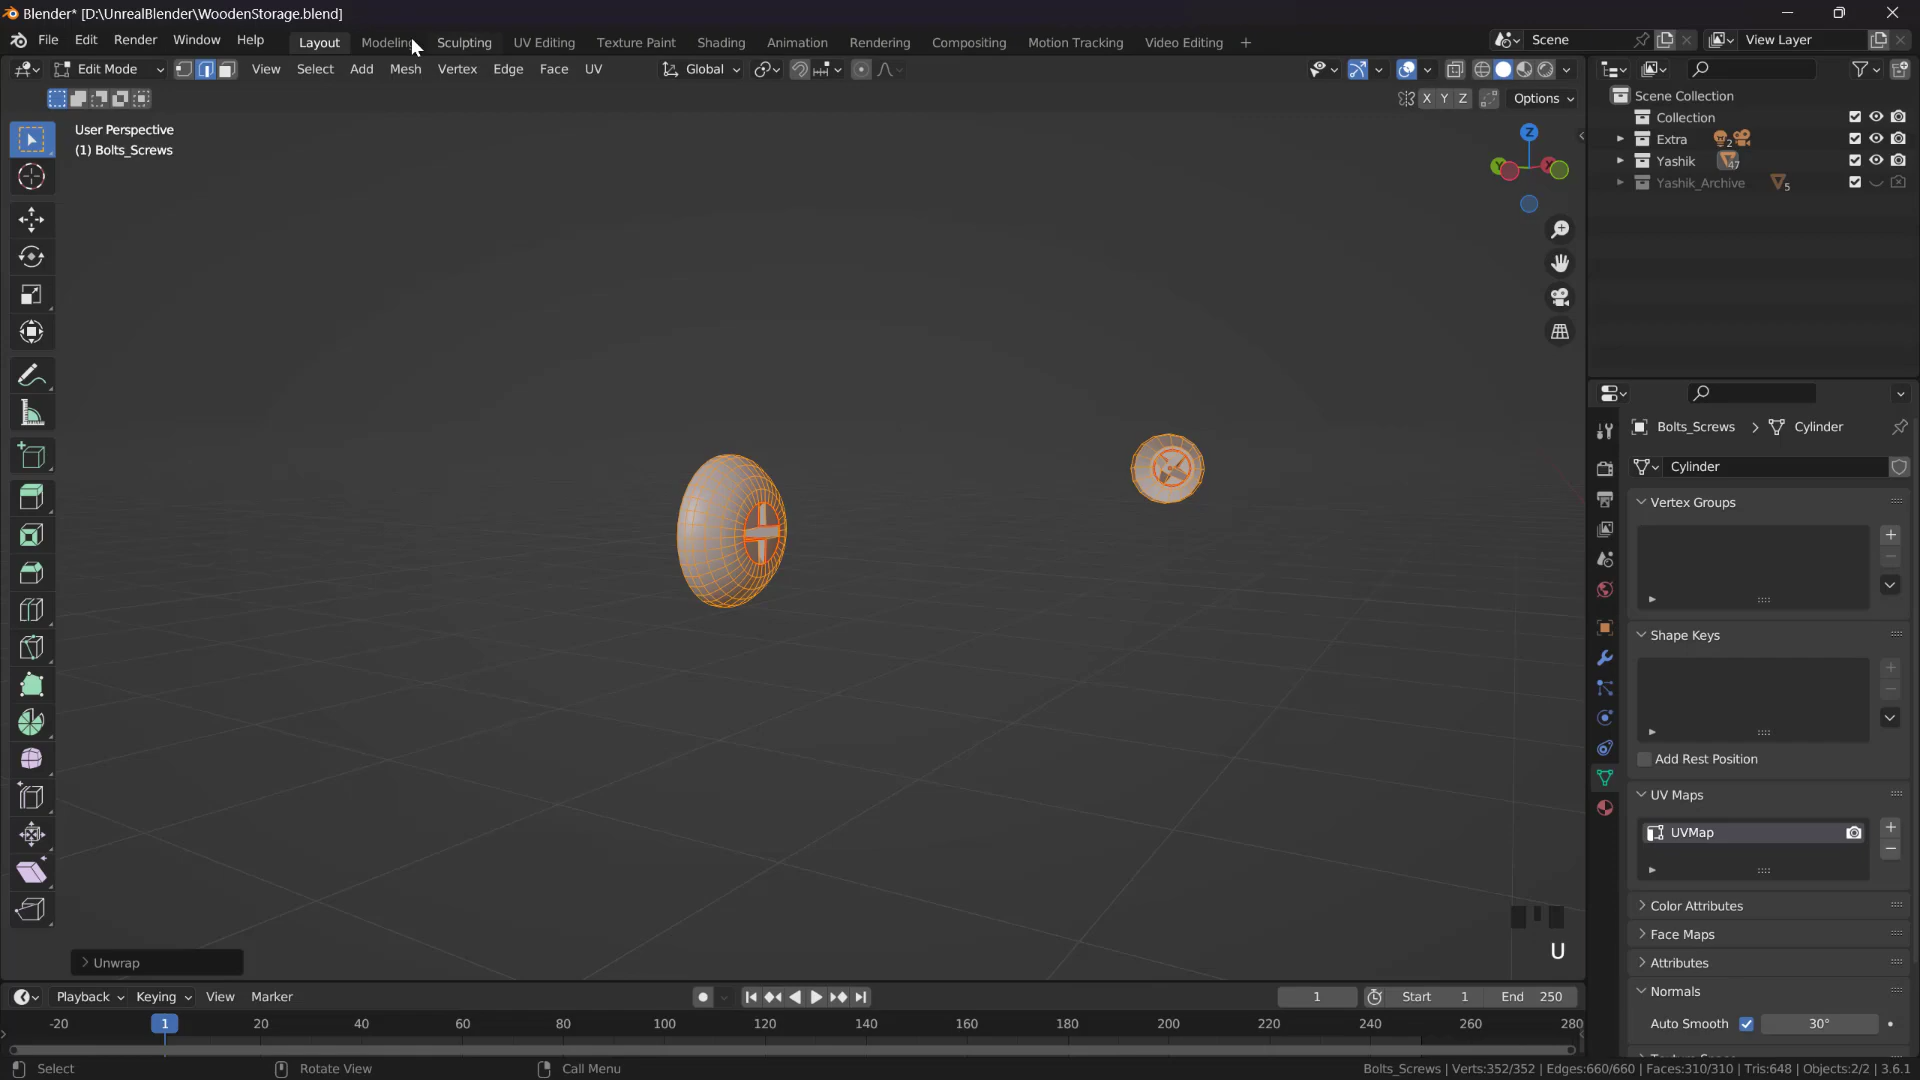 Blender* [D:\UnrealBlender\WoodenStorage.blend]
File Edit Render Window Help Layout Modeling Sculpting UV Editing Texture Paint Shading Animation Rendering Compositing Motion Tracking Video Editing + Scene View Layer
Edit Mode View Select Add Mesh Vertex Edge Face UV Global
X Y Z Options
User Perspective
(1) Bolts_Screws
Z
Y
Scene Collection
Collection
Extra 2
Yashik 47
Yashik_Archive 5
Bolts_Screws > Cylinder
Cylinder
Vertex Groups
Shape Keys
Add Rest Position
UV Maps
UVMap
Color Attributes
Face Maps
Attributes
Normals
Auto Smooth 30°
U
Unwrap
Playback Keying View Marker 1 Start 1 End 250
-20 1 20 40 60 80 100 120 140 160 180 200 220 240 260 280
Select Rotate View Call Menu Bolts_Screws | Verts:352/352 | Edges:660/660 | Faces:310/310 | Tris:648 | Objects:2/2 | 3.6.1